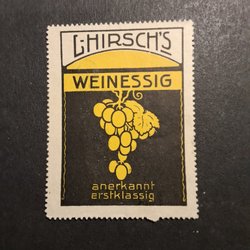 G. HIRSCH'S
WEINESSIG
anerkannt
erstklassig